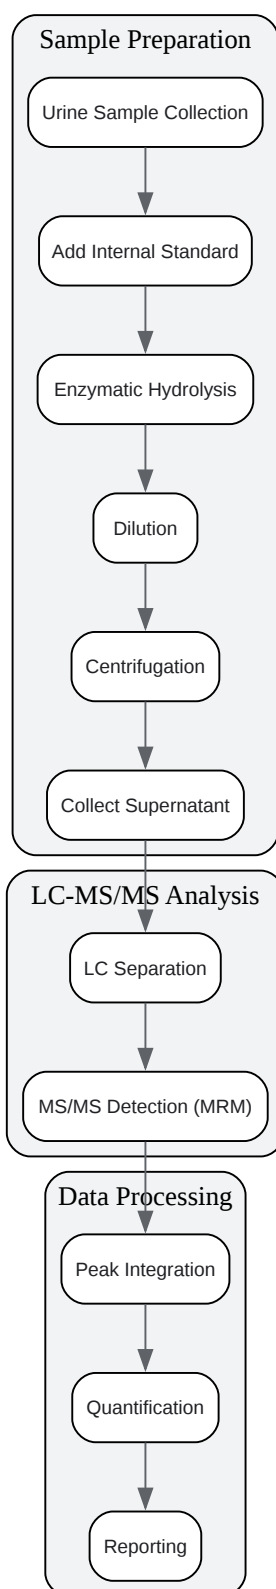 Sample Preparation
Urine Sample Collection
Add Internal Standard
Enzymatic Hydrolysis
Dilution
Centrifugation
Collect Supernatant
LC-MS/MS Analysis
LC Separation
MS/MS Detection (MRM)
Data Processing
Peak Integration
Quantification
Reporting